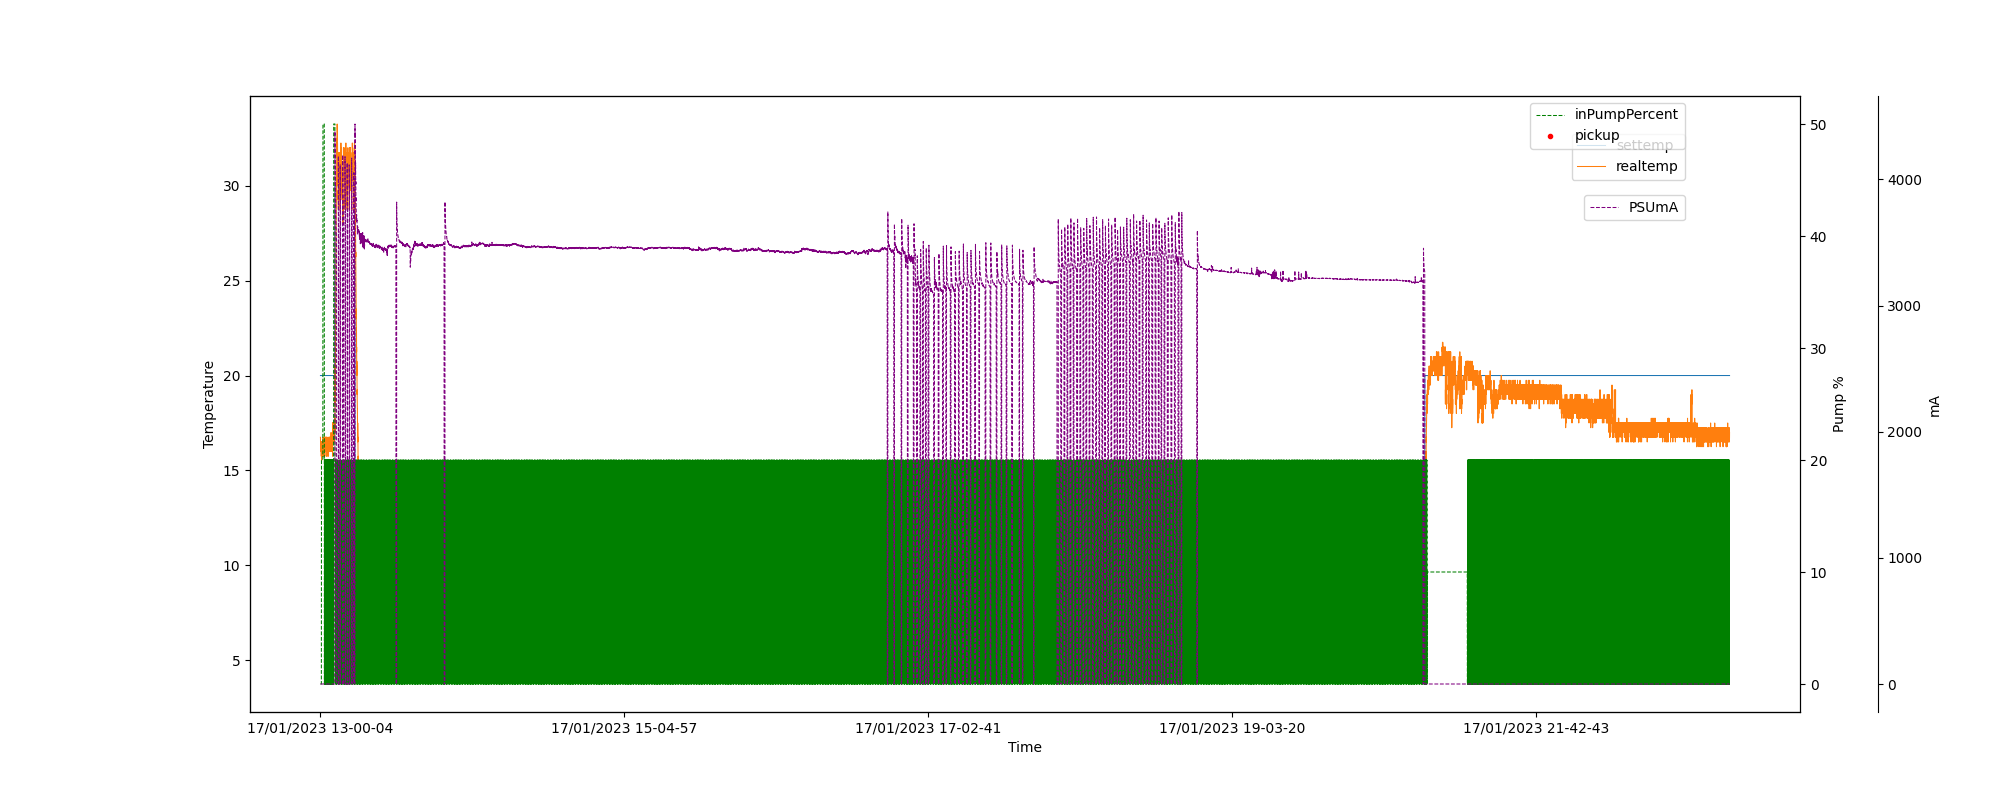 inPumpPercent
pickup
settemp
realtemp
PSUmA
30
25
20
15
10
5
Temperature
50
40
30
20
10
0
Pump %
4000
3000
2000
1000
0
mA
17/01/2023 13-00-04
17/01/2023 15-04-57
17/01/2023 17-02-41
17/01/2023 19-03-20
17/01/2023 21-42-43
Time